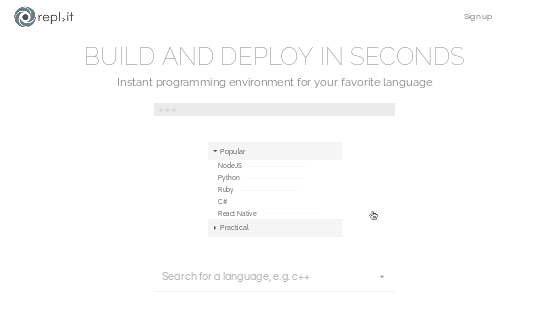 repl.it
Sign up
BUILD AND DEPLOY IN SECONDS
Instant programming environment for your favorite language
Popular
NodeJS
Python
Ruby
C#
React Native
Practical
Search for a language, e.g. c++